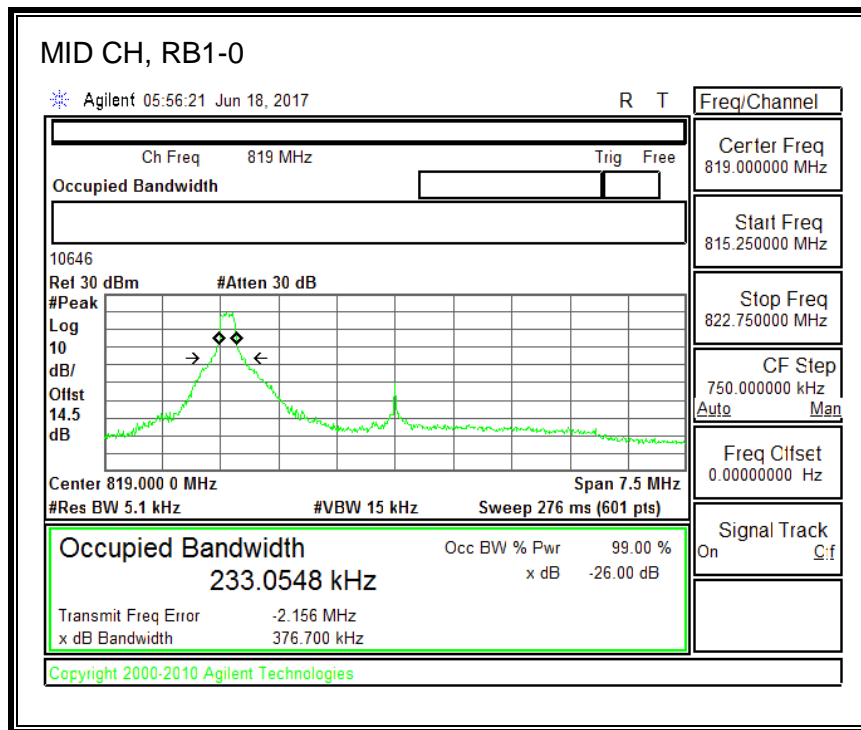 MID CH, RB1-0
Agilent 05:56:21 Jun 18, 2017 R T
Freq/Channel
Ch Freq 819 MHz Trig Free
Occupied Bandwidth
Center Freq
819.000000 MHz
Start Freq
815.250000 MHz
Stop Freq
822.750000 MHz
CF Step
750.000000 kHz
Auto Man
Freq Offset
0.00000000 Hz
Signal Track
On Off
10646
Ref 30 dBm #Atten 30 dB
#Peak
Log
10
dB/
Offst
14.5
dB
Center 819.000 0 MHz Span 7.5 MHz
#Res BW 5.1 kHz #VBW 15 kHz Sweep 276 ms (601 pts)
Occupied Bandwidth
233.0548 kHz
Occ BW % Pwr 99.00 %
x dB -26.00 dB
Transmit Freq Error -2.156 MHz
x dB Bandwidth 376.700 kHz
Copyright 2000-2010 Agilent Technologies